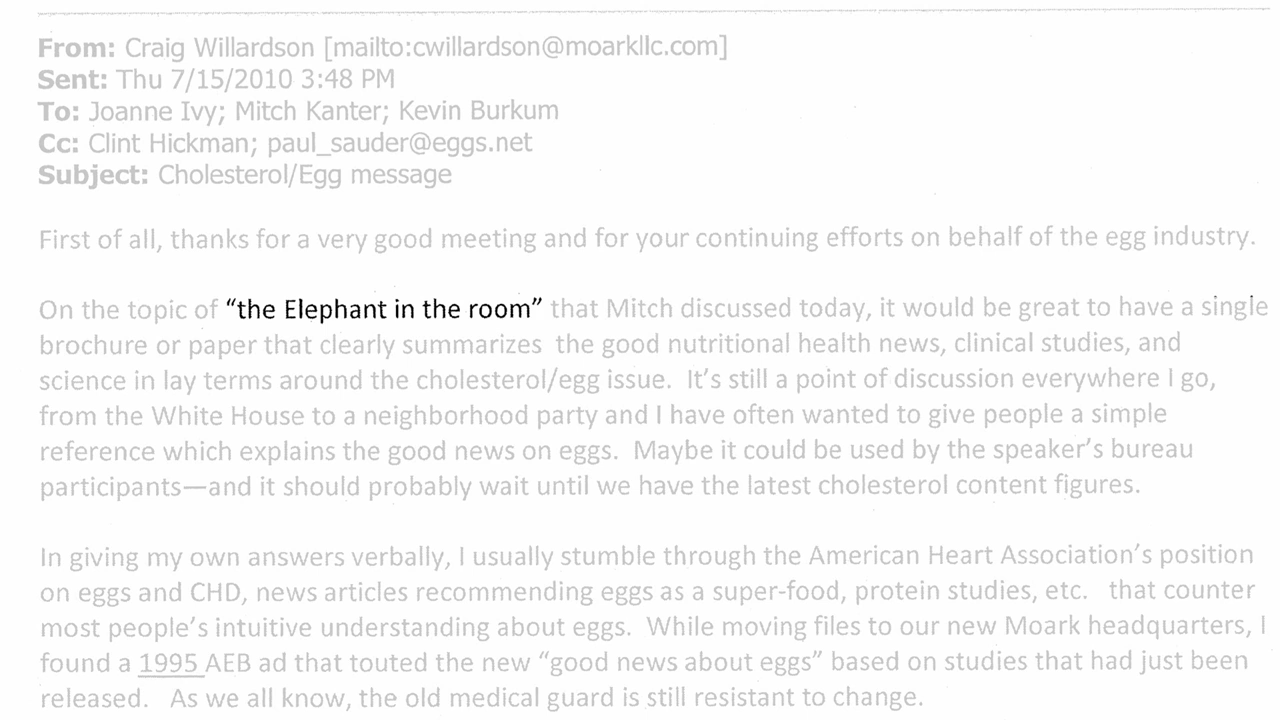 From: Craig Willardson [mailto:cwillardson@moarkllc.com]
Sent: Thu 7/15/2010 3:48 PM
To: Joanne Ivy; Mitch Kanter; Kevin Burkum
Cc: Clint Hickman; paul_sauder@eggs.net
Subject: Cholesterol/Egg message
First of all, thanks for a very good meeting and for your continuing efforts on behalf of the egg industry.
On the topic of “the Elephant in the room” that Mitch discussed today, it would be great to have a single
brochure or paper that clearly summarizes  the good nutritional health news, clinical studies, and
science in lay terms around the cholesterol/egg issue.  It’s still a point of discussion everywhere I go,
from the White House to a neighborhood party and I have often wanted to give people a simple
reference which explains the good news on eggs.  Maybe it could be used by the speaker’s bureau
participants—and it should probably wait until we have the latest cholesterol content figures.
In giving my own answers verbally, I usually stumble through the American Heart Association’s position
on eggs and CHD, news articles recommending eggs as a super-food, protein studies, etc.   that counter
most people’s intuitive understanding about eggs.  While moving files to our new Moark headquarters, I
found a 1995 AEB ad that touted the new “good news about eggs” based on studies that had just been
released.   As we all know, the old medical guard is still resistant to change.